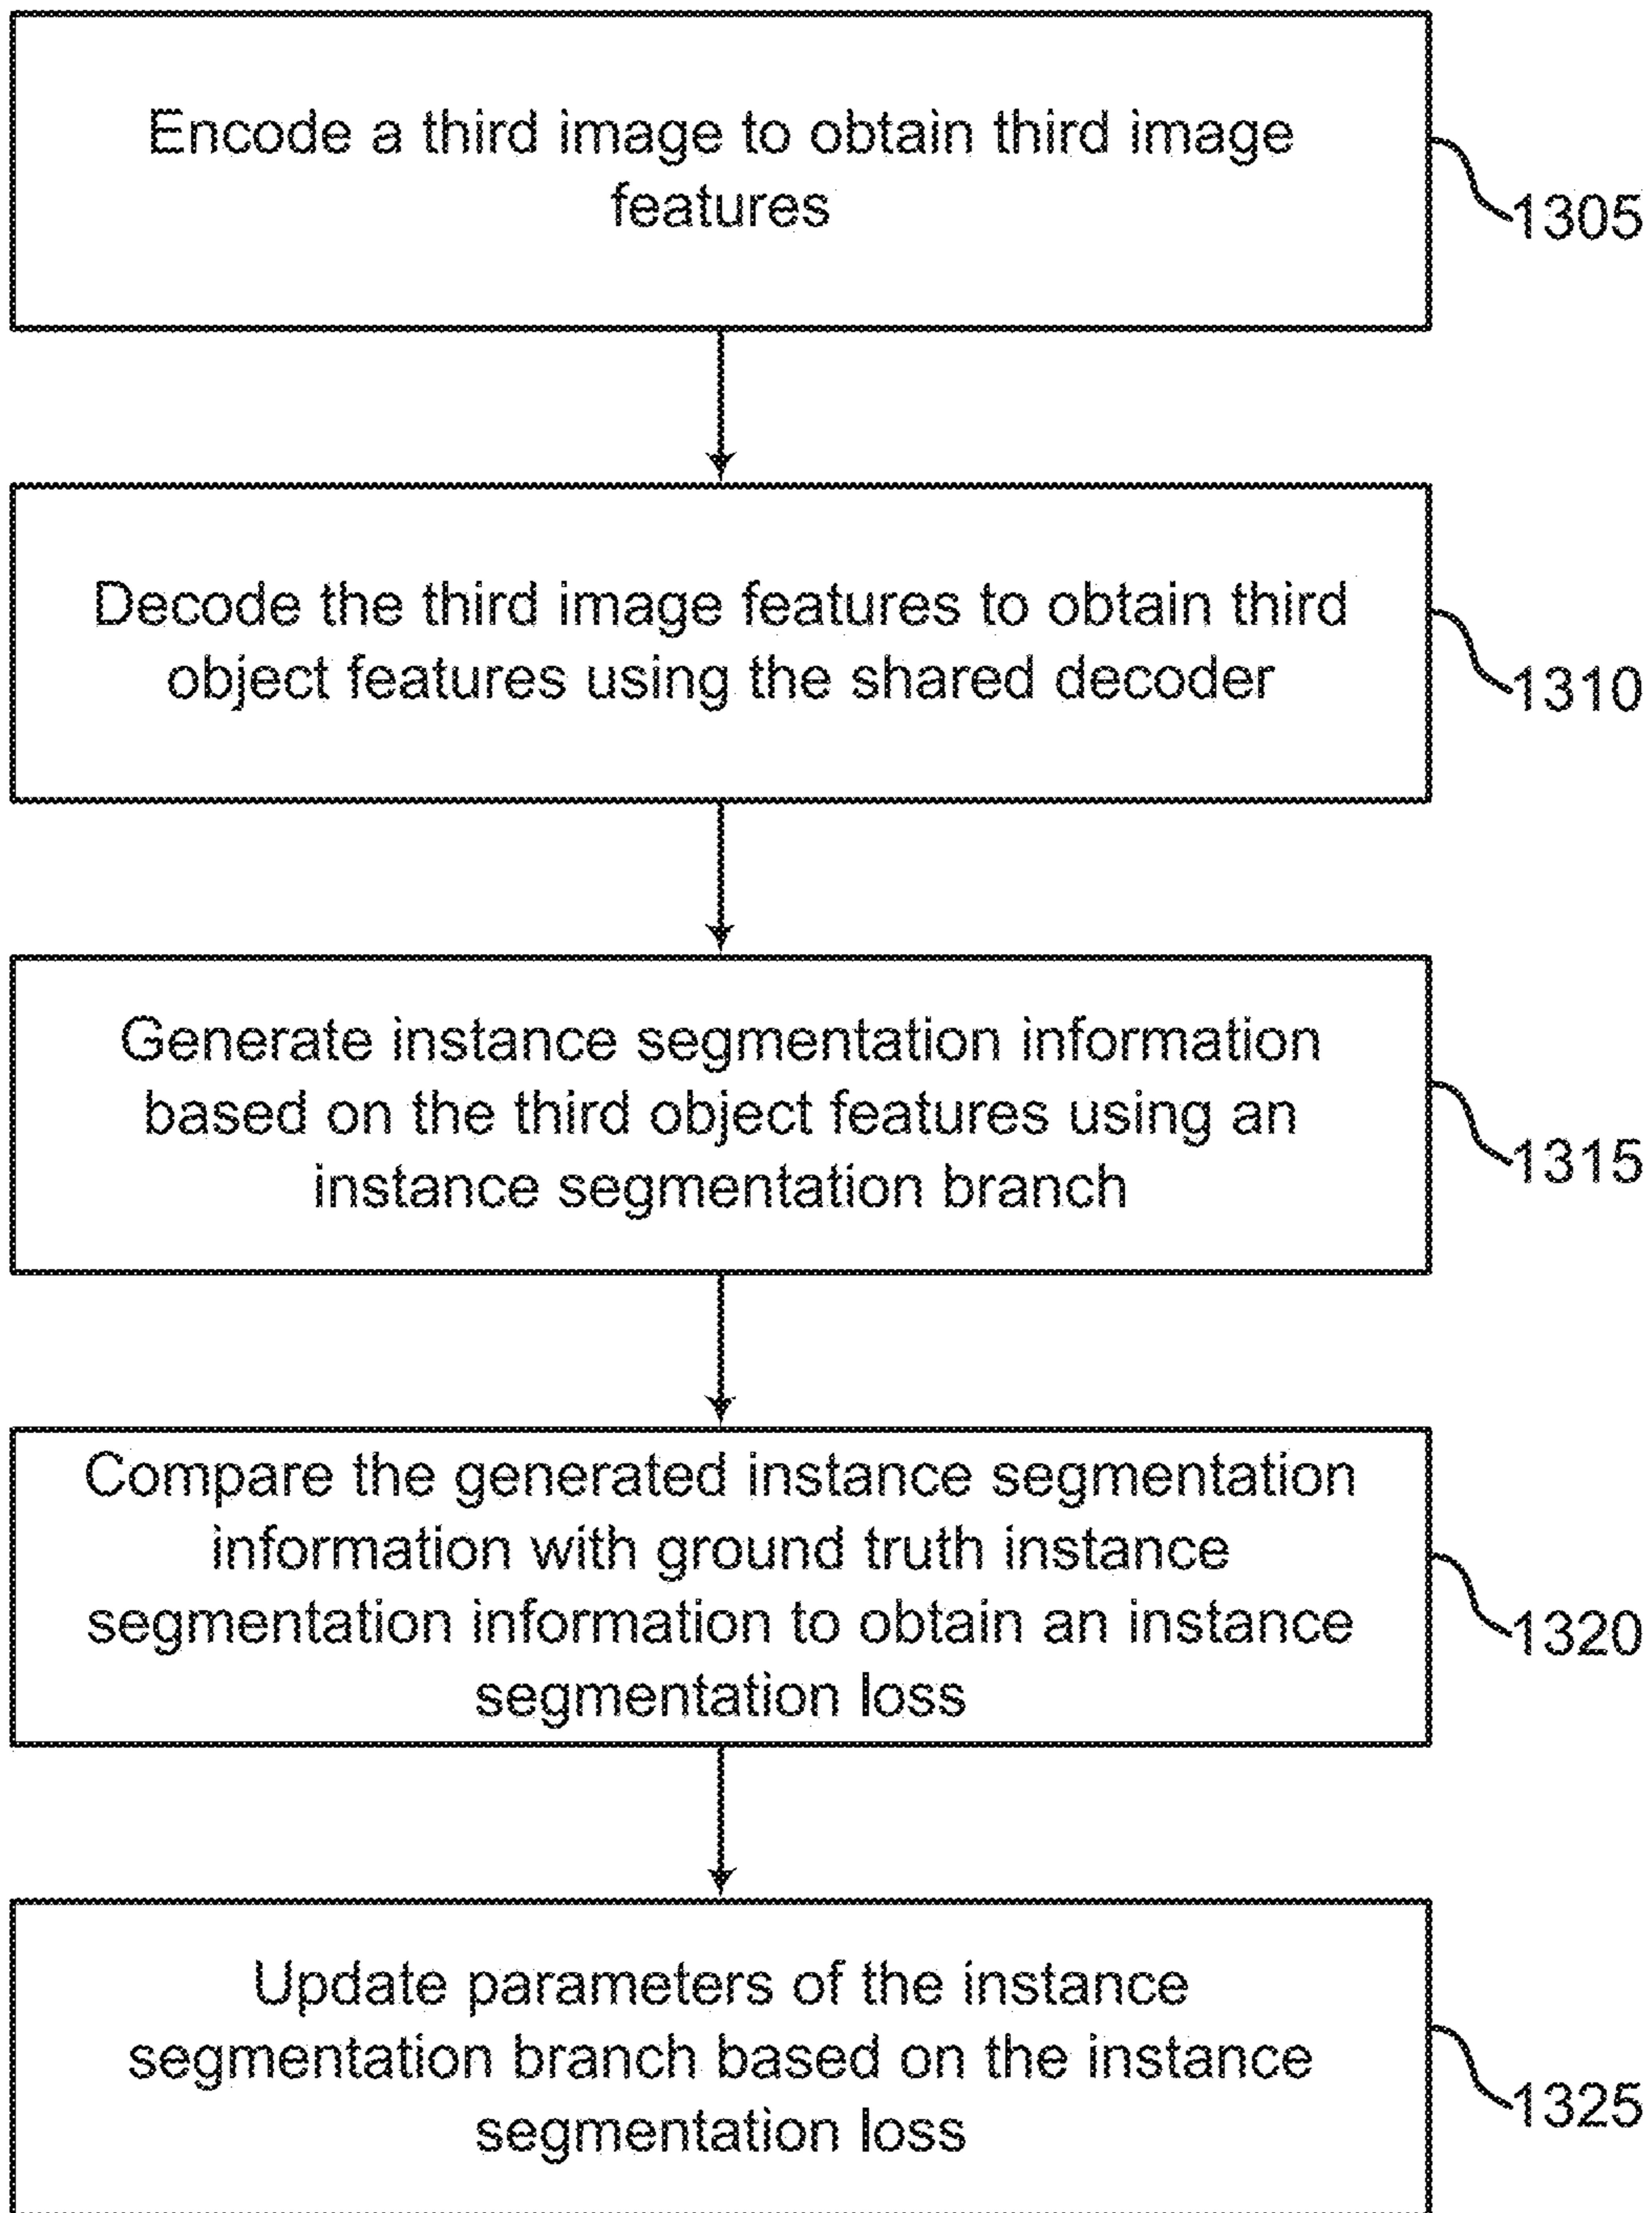 Encode a third image to obtain third image
features
1305
Decode the third image features to obtain third
object features using the shared decoder
1310
Generate instance segmentation information
based on the third object features using an
instance segmentation branch
1315
Compare the generated instance segmentation
information with ground truth instance
segmentation information to obtain an instance
segmentation loss
1320
Update parameters of the instance
segmentation branch based on the instance
segmentation loss
1325